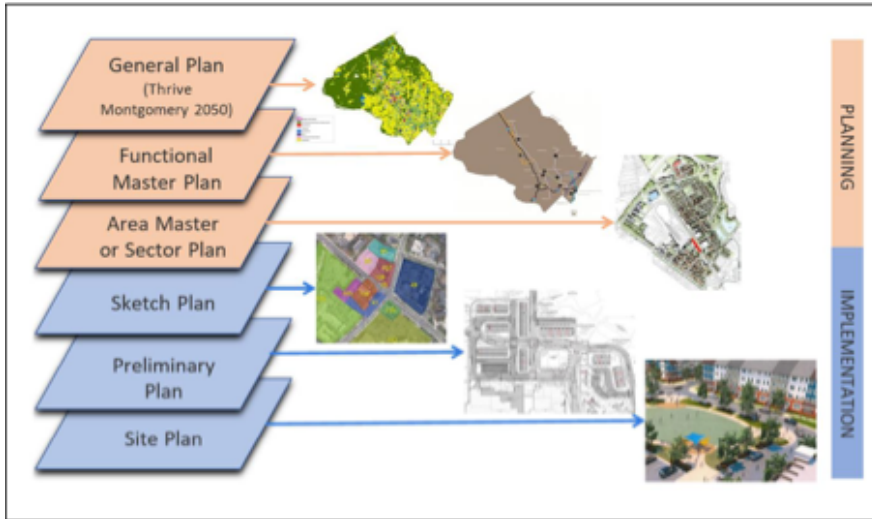 General Plan
(Thrive
Montgomery 2050)
Functional
Master Plan
Area Master
or Sector Plan
Sketch Plan
Preliminary
Plan
Site Plan
PLANNING
IMPLEMENTATION